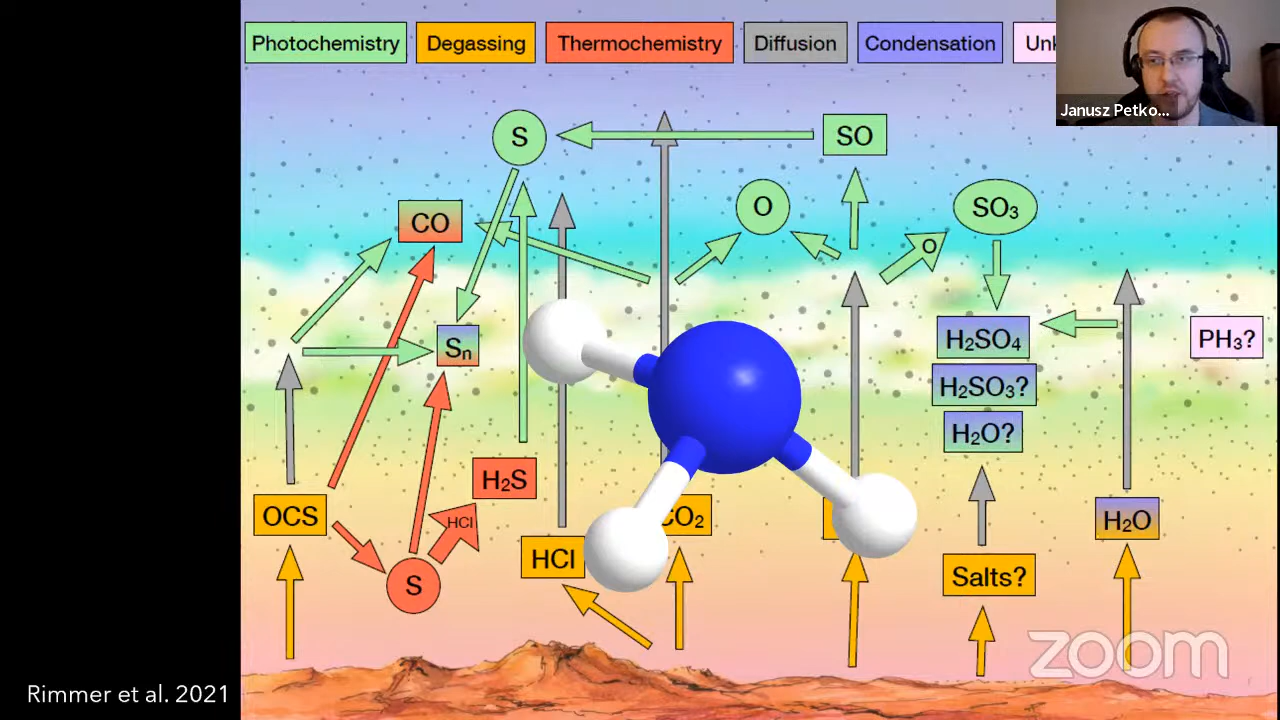 Photochemistry
Degassing
Thermochemistry
Diffusion
Condensation
Janusz Petko...
S
SO
CO
O
SO₃
O
Sn
H₂SO₄
PH₃?
H₂SO₃?
H₂O?
H₂S
OCS
HCl
CO₂
H₂O
HCl
Salts?
S
zoom
Rimmer et al. 2021